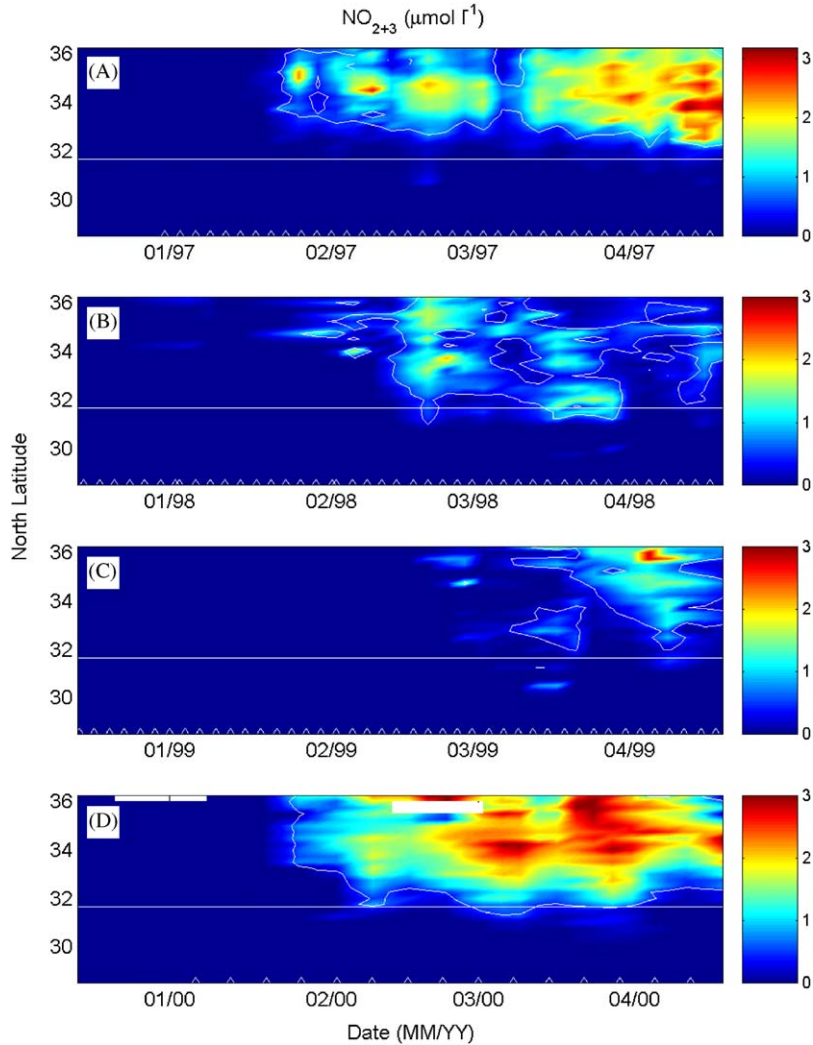 NO2+3 (μmol l-1)
(A)
36
34
32
30
01/97 02/97 03/97 04/97
3
2
1
0
(B)
36
34
32
30
01/98 02/98 03/98 04/98
3
2
1
0
North Latitude
(C)
36
34
32
30
01/99 02/99 03/99 04/99
3
2
1
0
(D)
36
34
32
30
01/00 02/00 03/00 04/00
3
2
1
0
Date (MM/YY)